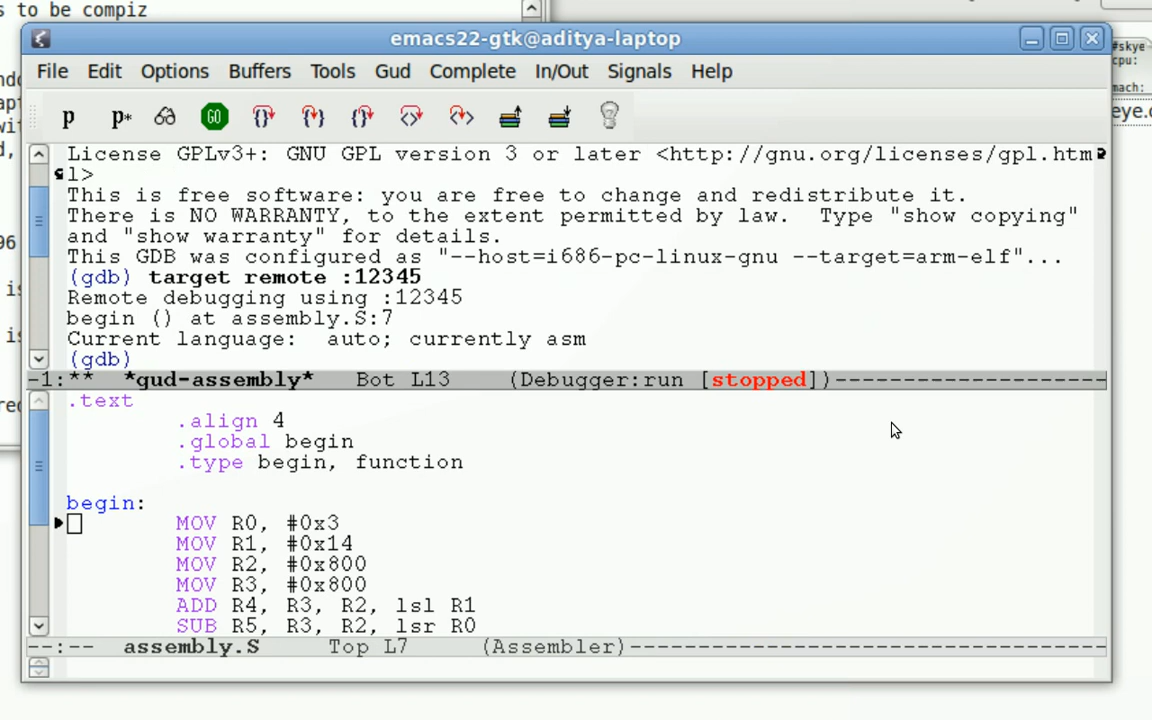 s to be compiz
emacs22-gtk@aditya-laptop
#skye
cpu:
mach:
File Edit Options Buffers Tools Gud Complete In/Out Signals Help
p p* GO
License GPLv3+: GNU GPL version 3 or later <http://gnu.org/licenses/gpl.htm
l>
This is free software: you are free to change and redistribute it.
There is NO WARRANTY, to the extent permitted by law.  Type "show copying"
and "show warranty" for details.
This GDB was configured as "--host=i686-pc-linux-gnu --target=arm-elf"...
(gdb) target remote :12345
Remote debugging using :12345
begin () at assembly.S:7
Current language:  auto; currently asm
(gdb)
-1:**  *gud-assembly*   Bot L13    (Debugger:run [stopped])--------------------
.text
.align 4
.global begin
.type begin, function
begin:
MOV R0, #0x3
MOV R1, #0x14
MOV R2, #0x800
MOV R3, #0x800
ADD R4, R3, R2, lsl R1
SUB R5, R3, R2, lsr R0
--:--  assembly.S     Top L7     (Assembler)-----------------------------------